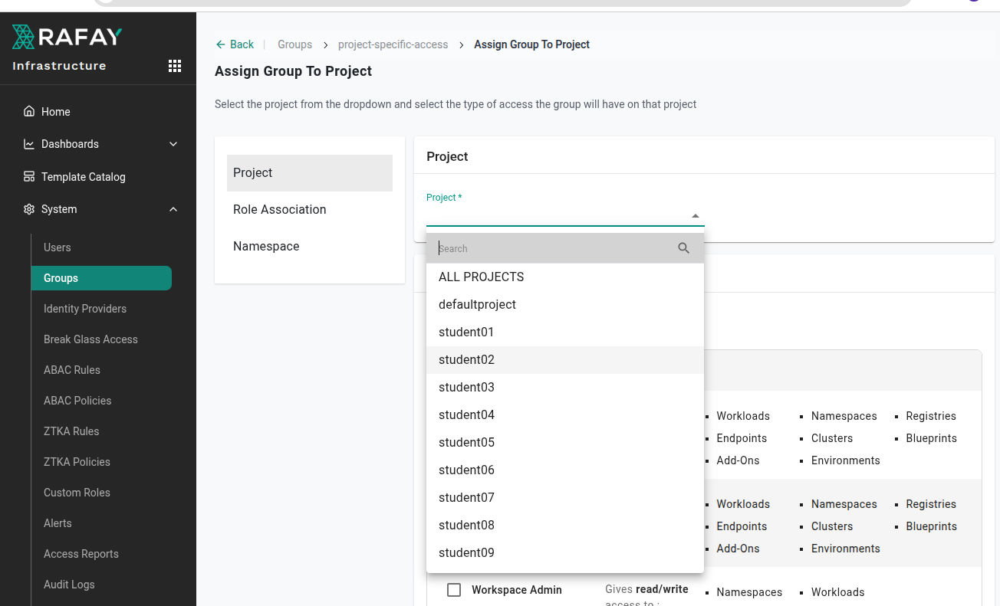 RAFAY
Infrastructure
Home
Dashboards
Template Catalog
System
Users
Groups
Identity Providers
Break Glass Access
ABAC Rules
ABAC Policies
ZTKA Rules
ZTKA Policies
Custom Roles
Alerts
Access Reports
Audit Logs
← Back | Groups > project-specific-access > Assign Group To Project
Assign Group To Project
Select the project from the dropdown and select the type of access the group will have on that project
Project
Role Association
Namespace
Project
Project *
Search
ALL PROJECTS
defaultproject
student01
student02
student03
student04
student05
student06
student07
student08
student09
▪ Workloads ▪ Namespaces ▪ Registries
▪ Endpoints ▪ Clusters ▪ Blueprints
▪ Add-Ons ▪ Environments
▪ Workloads ▪ Namespaces ▪ Registries
▪ Endpoints ▪ Clusters ▪ Blueprints
▪ Add-Ons ▪ Environments
Workspace Admin Gives read/write ▪ Namespaces ▪ Workloads
access to :